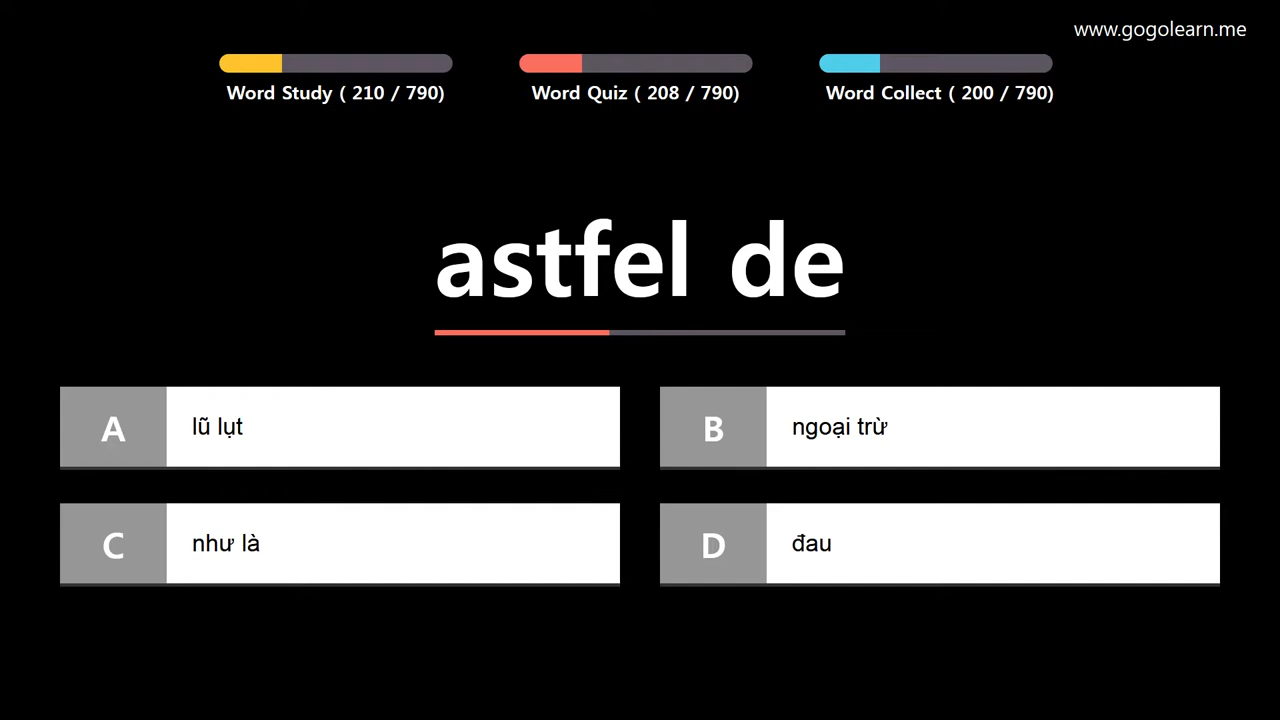 www.gogolearn.me
Word Study ( 210 / 790)
Word Quiz ( 208 / 790)
Word Collect ( 200 / 790)
astfel de
A lũ lụt
B ngoại trừ
C như là
D đau